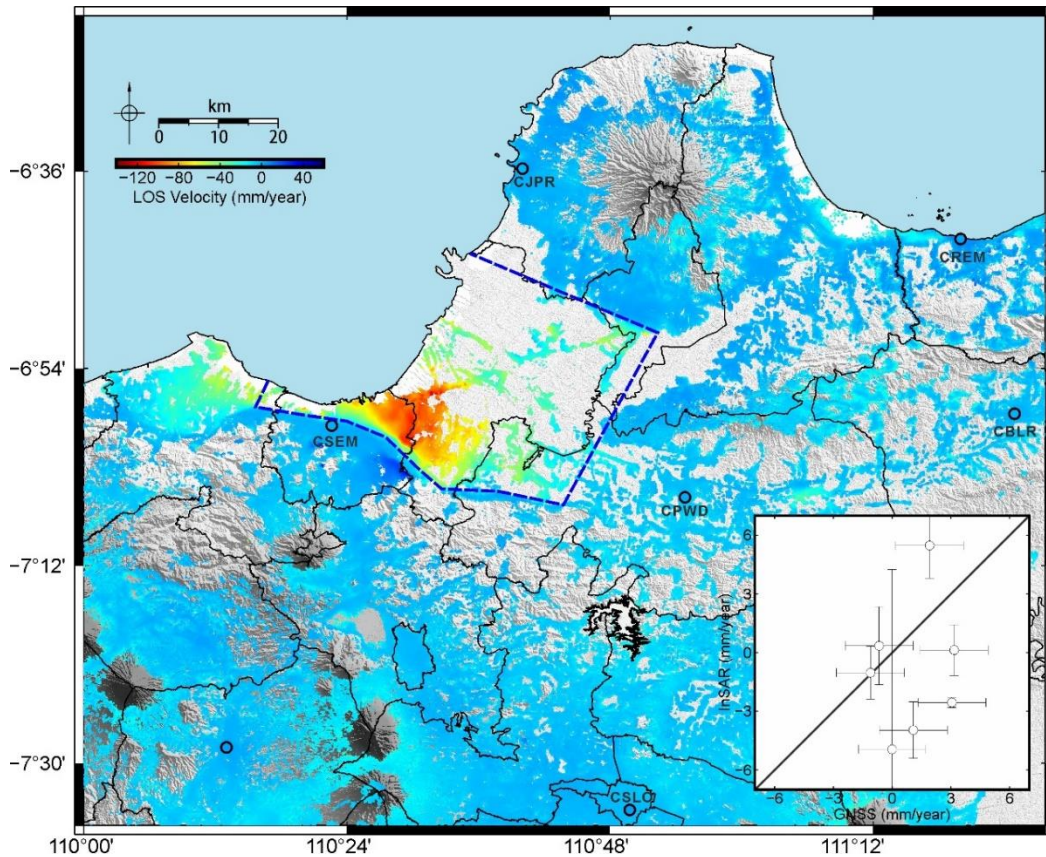 km
0 10 20
−120 −80 −40 0 40
LOS Velocity (mm/year)
−6°36'
−6°54'
−7°12'
−7°30'
CJPR
CREM
CSEM
CBLR
CPWD
CSLO
6
3
0
−3
−6
InSAR (mm/year)
−6 −3 0 3 6
GNSS (mm/year)
110°00' 110°24' 110°48' 111°12'